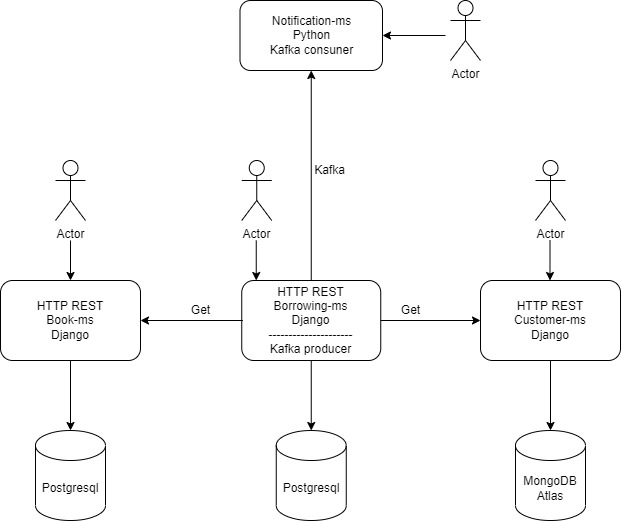 Notification-ms
Python
Kafka consuner
Actor
Kafka
Actor
Actor
Actor
HTTP REST
Book-ms
Django
Get
HTTP REST
Borrowing-ms
Django
---------------------
Kafka producer
Get
HTTP REST
Customer-ms
Django
Postgresql
Postgresql
MongoDB
Atlas